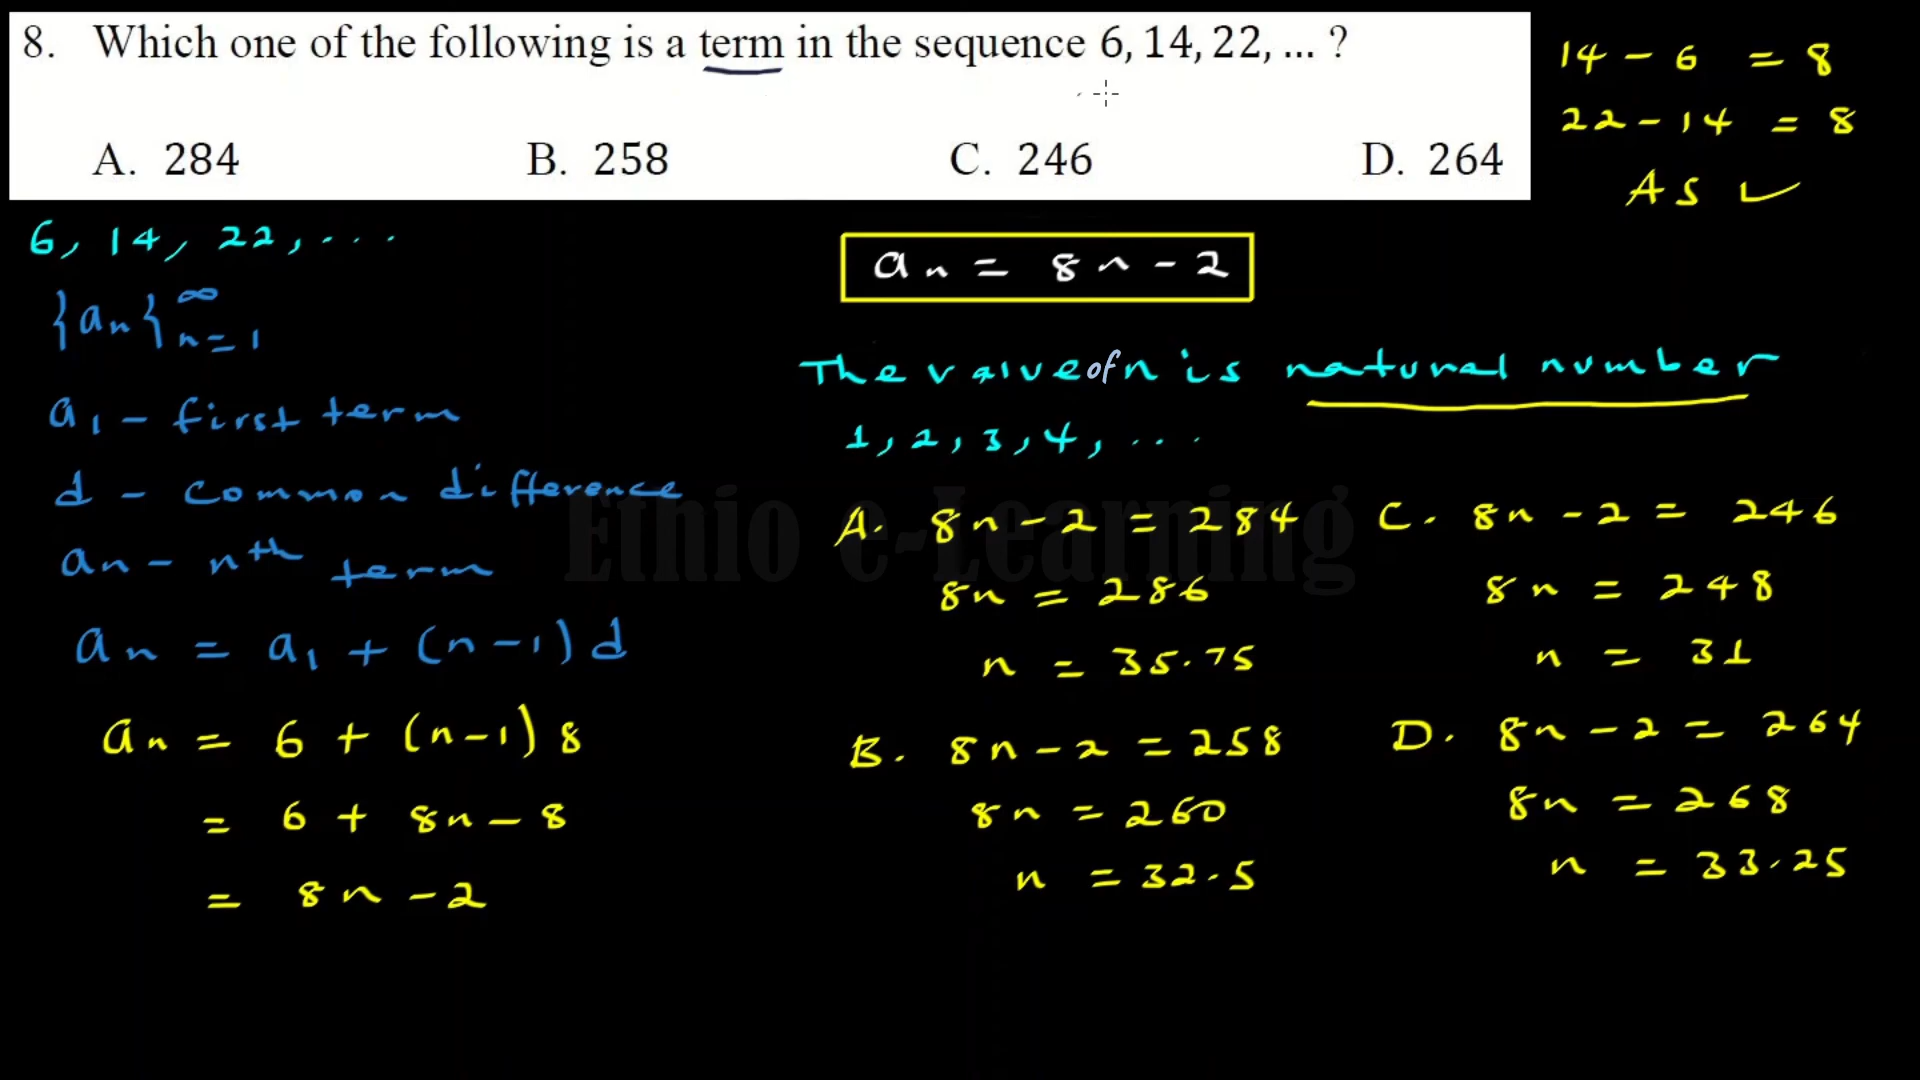 8. Which one of the following is a term in the sequence 6, 14, 22, ... ?
A. 284 B. 258 C. 246 D. 264
14 - 6 = 8
22 - 14 = 8
AS ✓
6, 14, 22, ...
{an}∞n=1
a1 - first term
d - common difference
an - nth term
an = a1 + (n-1) d
an = 6 + (n-1) 8
= 6 + 8n - 8
= 8n - 2
an = 8n - 2
The value of n is natural number
1, 2, 3, 4, ...
A. 8n - 2 = 284
8n = 286
n = 35.75
B. 8n - 2 = 258
8n = 260
n = 32.5
C. 8n - 2 = 246
8n = 248
n = 31
D. 8n - 2 = 264
8n = 268
n = 33.25
Ethio e-Learning